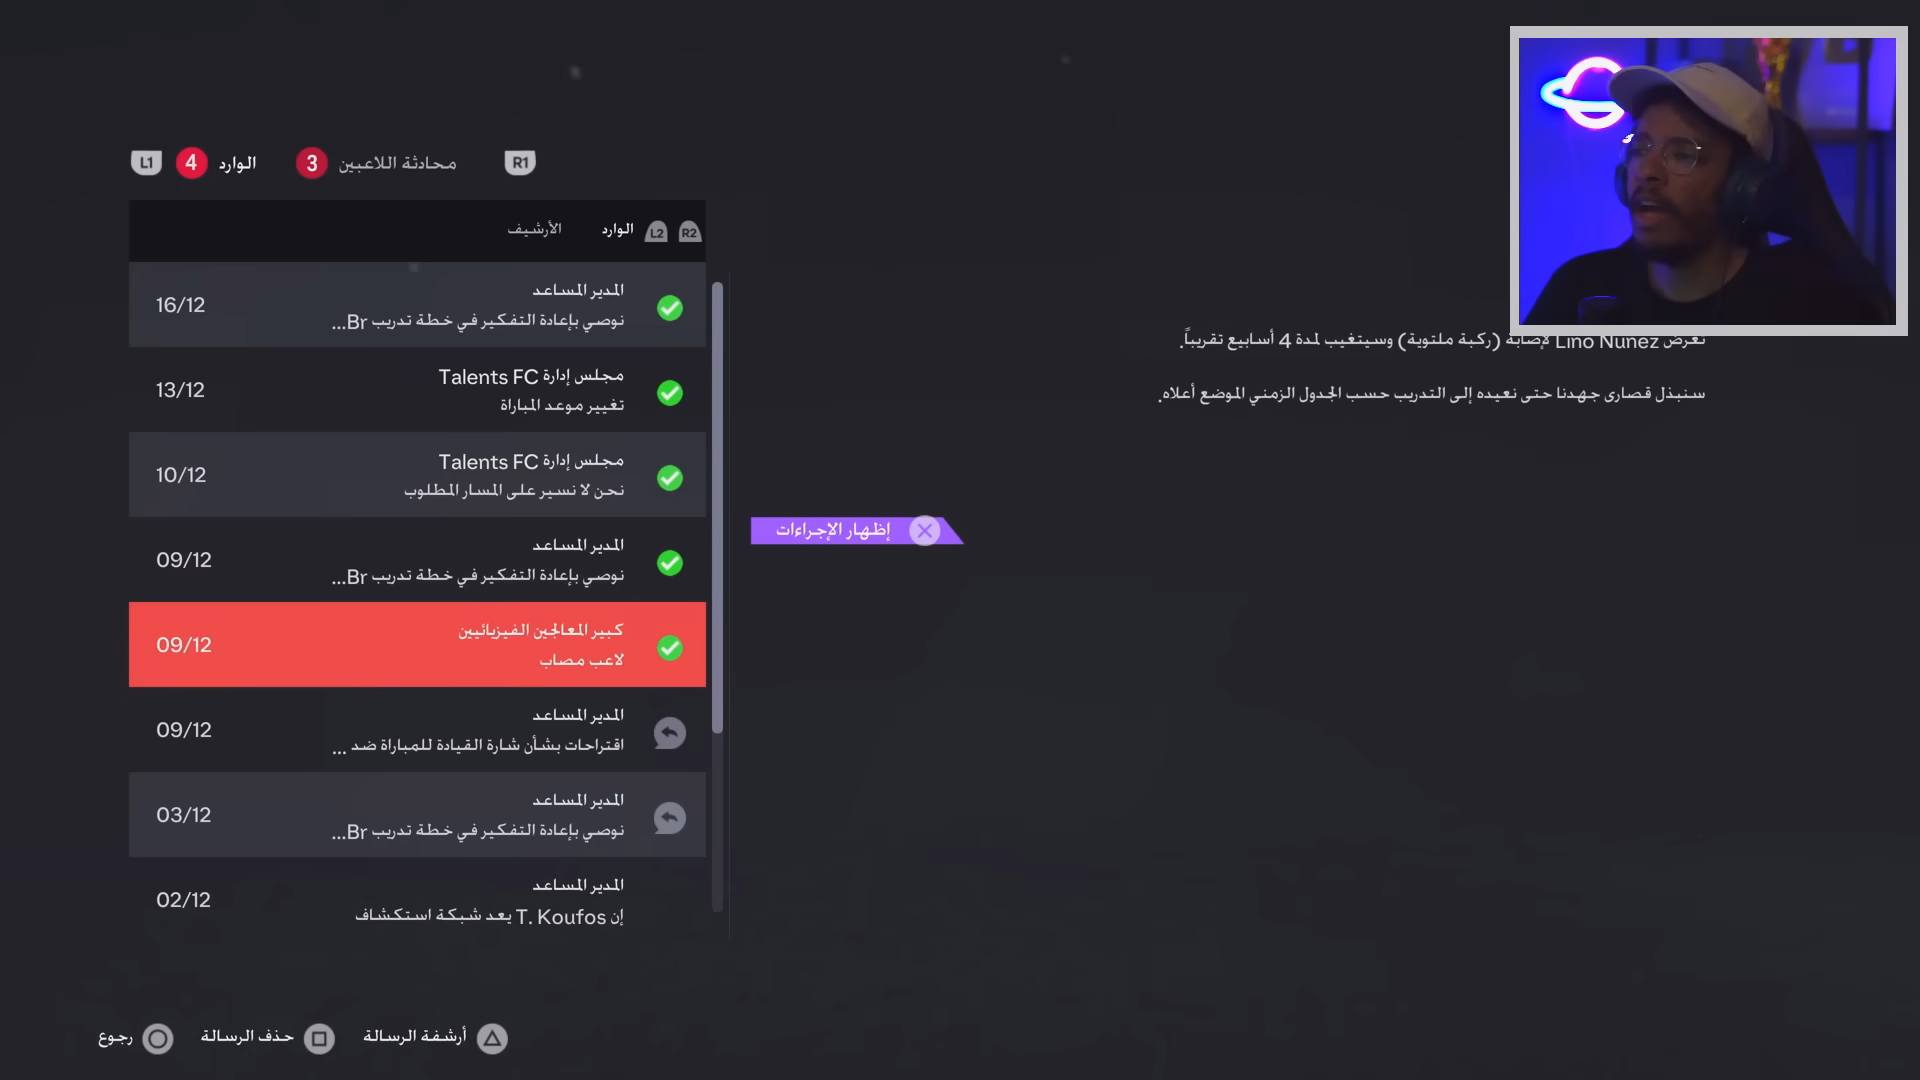 L1 4 الوارد 3 محادثة اللاعبين R1
الأرشيف الوارد L2 R2
المدير المساعد
16/12
نوصي بإعادة التفكير في خطة تدريب Br...
مجلس إدارة Talents FC
13/12
تغيير موعد المباراة
مجلس إدارة Talents FC
10/12
نحن لا نسير على المسار المطلوب
المدير المساعد
09/12
نوصي بإعادة التفكير في خطة تدريب Br...
كبير المعالجين الفيزيائيين
09/12
لاعب مصاب
المدير المساعد
09/12
اقتراحات بشأن شارة القيادة للمباراة ضد ...
المدير المساعد
03/12
نوصي بإعادة التفكير في خطة تدريب Br...
المدير المساعد
02/12
إن T. Koufos يعد شبكة استكشاف
تعرض Lino Nunez لإصابة (ركبة ملتوية) وسيتغيب لمدة 4 أسابيع تقريباً.
سنبذل قصارى جهدنا حتى نعيده إلى التدريب حسب الجدول الزمني الموضع أعلاه.
إظهار الإجراءات
رجوع
حذف الرسالة
أرشفة الرسالة